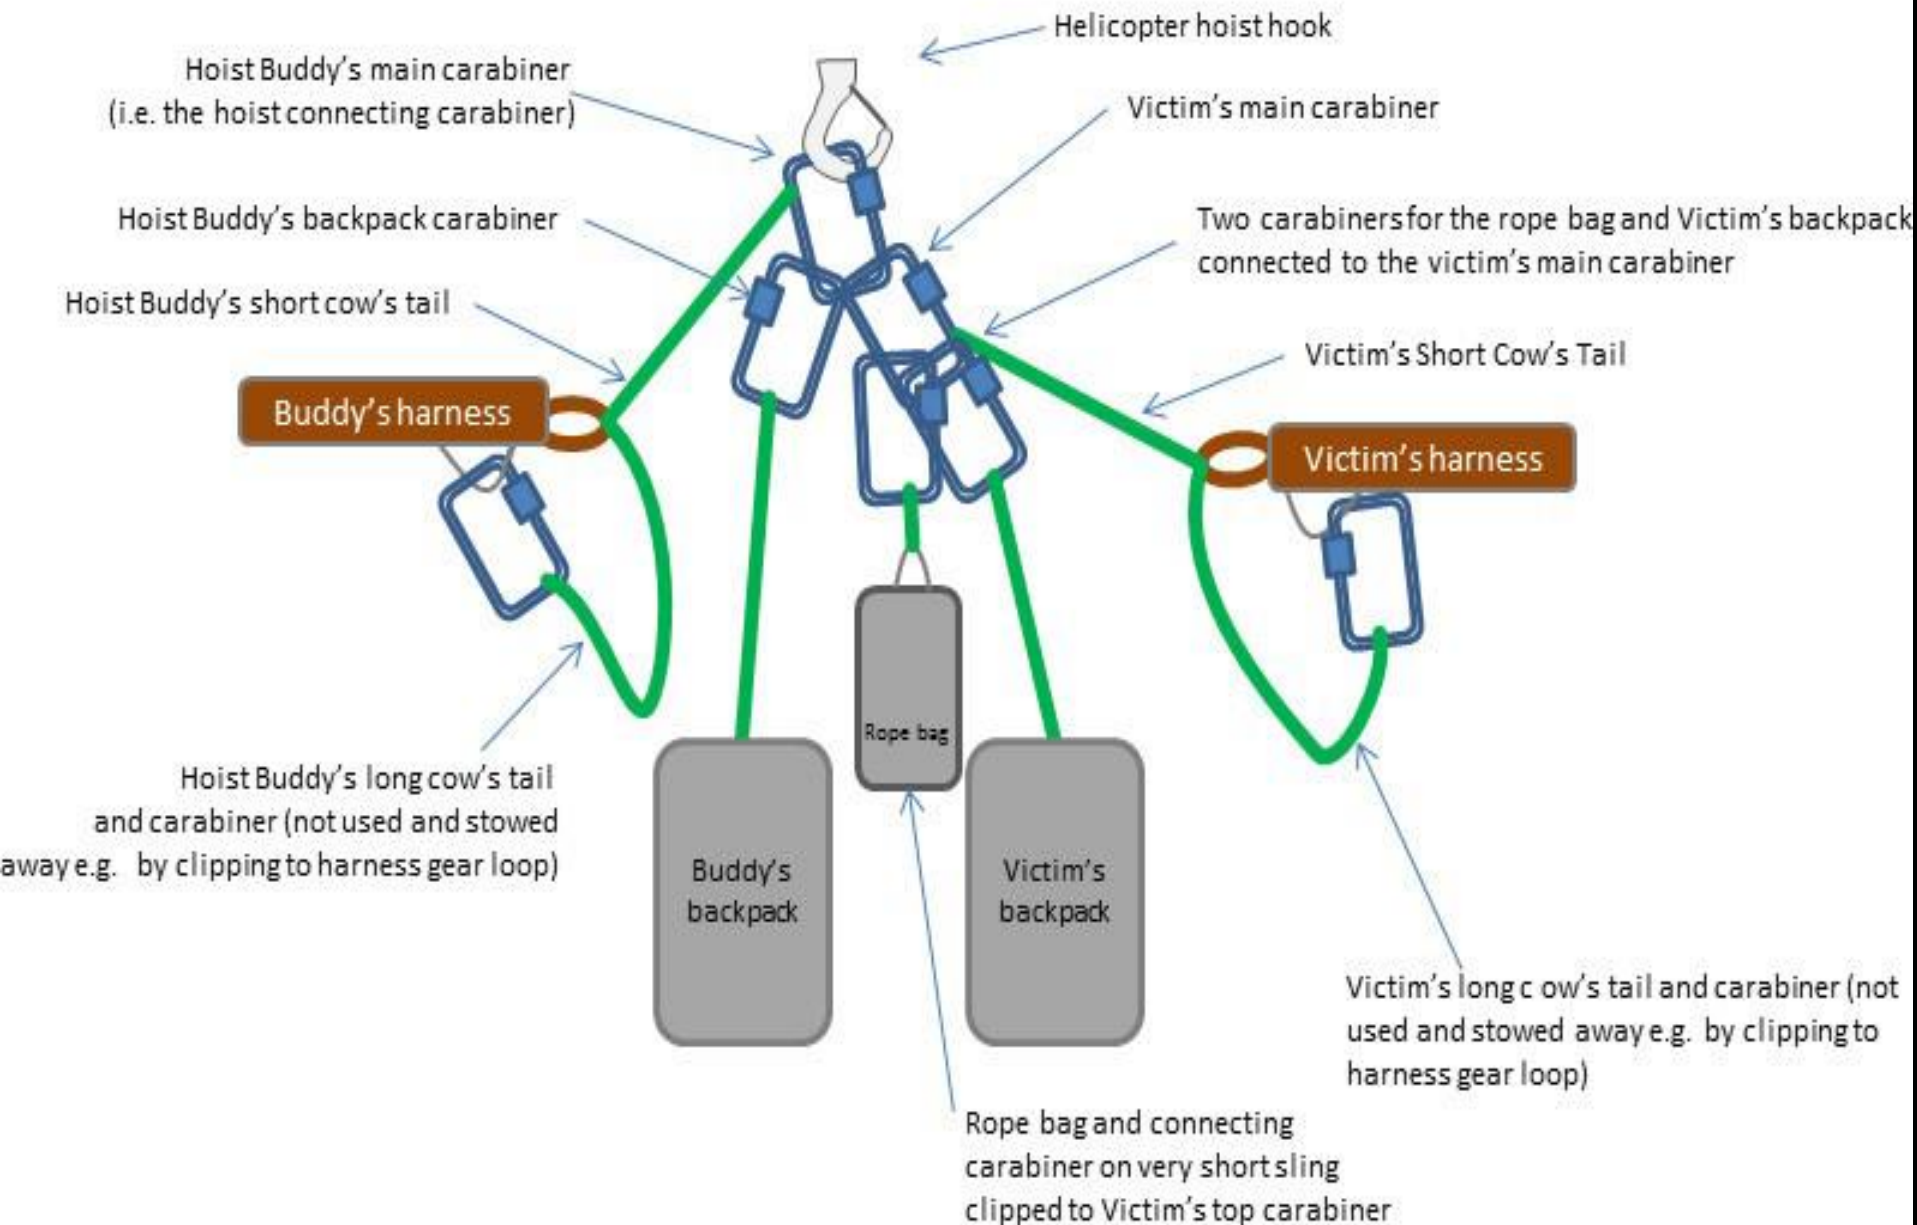 Helicopter hoist hook
Hoist Buddy's main carabiner
(i.e. the hoist connecting carabiner)
Victim's main carabiner
Hoist Buddy's backpack carabiner
Two carabiners for the rope bag and Victim's backpack
connected to the victim's main carabiner
Hoist Buddy's short cow's tail
Victim's Short Cow's Tail
Buddy's harness
Victim's harness
Rope bag
Hoist Buddy's long cow's tail
and carabiner (not used and stowed
away e.g. by clipping to harness gear loop)
Buddy's
backpack
Victim's
backpack
Victim's long c ow's tail and carabiner (not
used and stowed away e.g. by clipping to
harness gear loop)
Rope bag and connecting
carabiner on very short sling
clipped to Victim's top carabiner